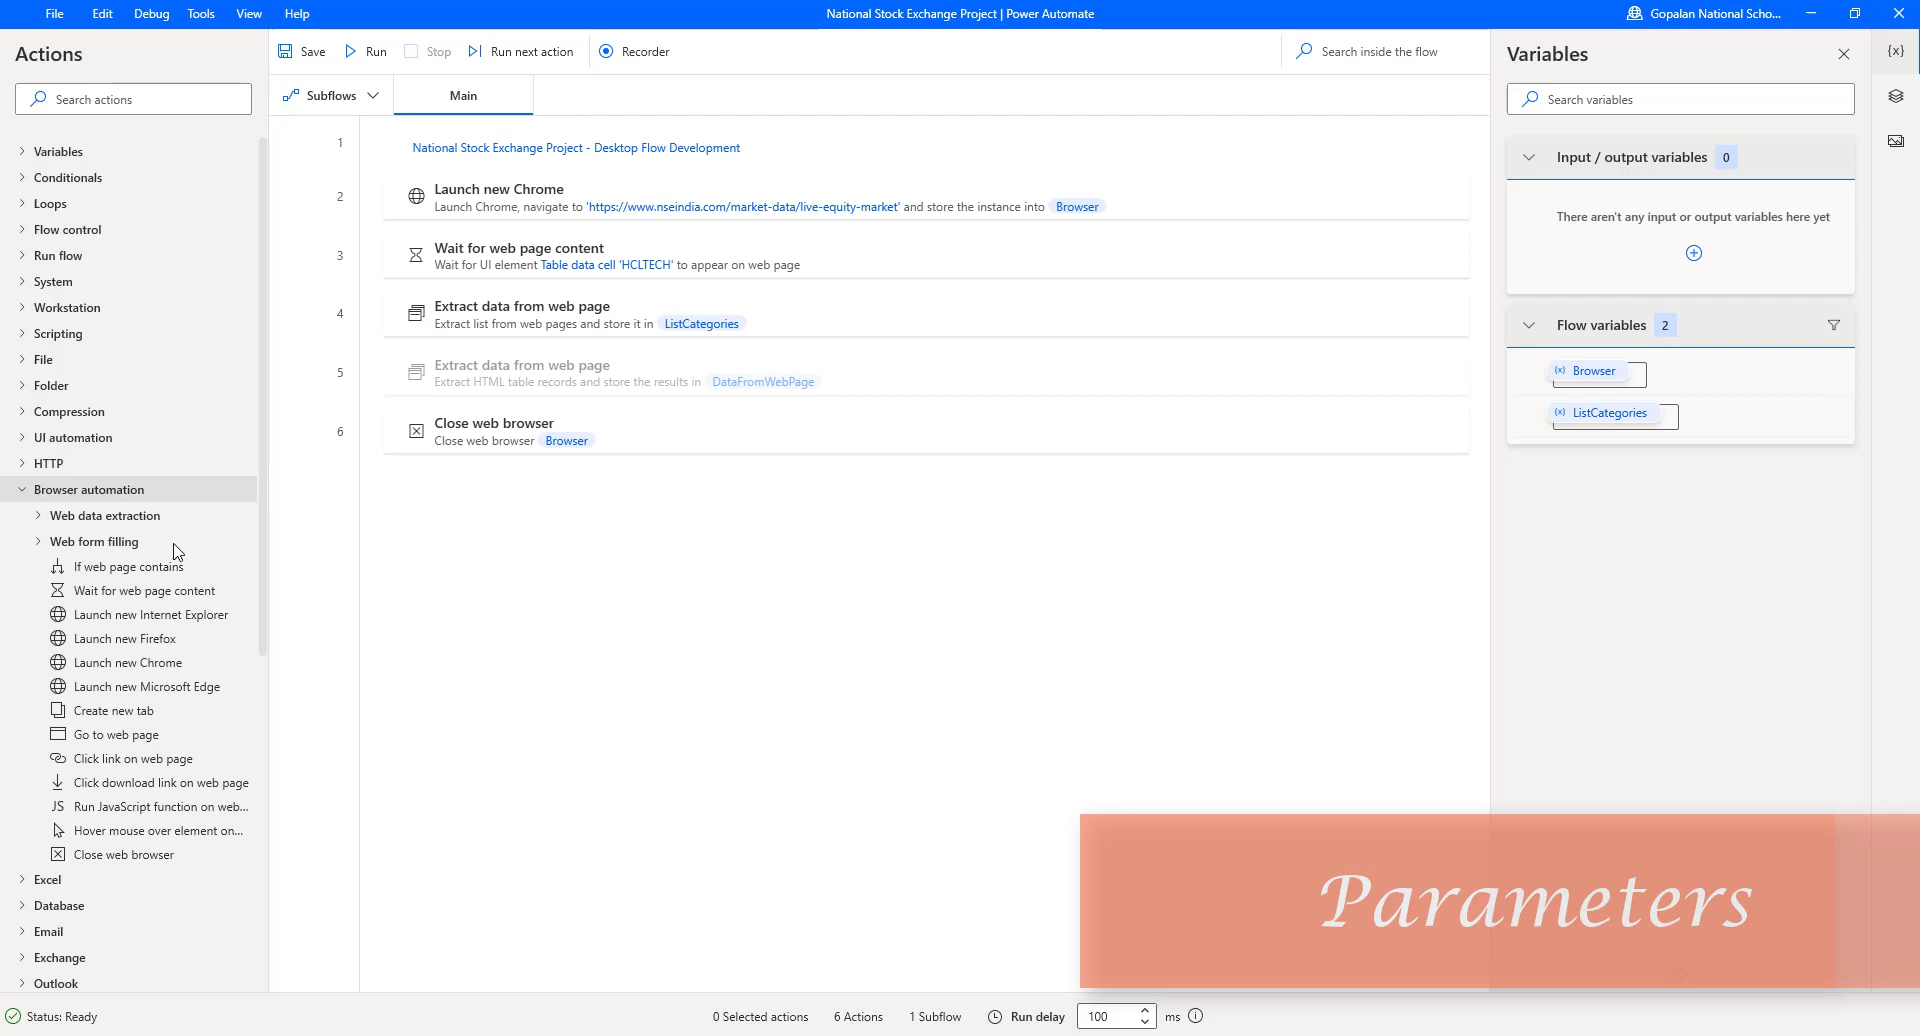 File Edit Debug Tools View Help
National Stock Exchange Project | Power Automate
Gopalan National Scho...
Actions
Search actions
Variables
Conditionals
Loops
Flow control
Run flow
System
Workstation
Scripting
File
Folder
Compression
UI automation
HTTP
Browser automation
Web data extraction
Web form filling
If web page contains
Wait for web page content
Launch new Internet Explorer
Launch new Firefox
Launch new Chrome
Launch new Microsoft Edge
Create new tab
Go to web page
Click link on web page
Click download link on web page
JS Run JavaScript function on web...
Hover mouse over element on...
Close web browser
Excel
Database
Email
Exchange
Outlook
Save Run Stop Run next action Recorder
Search inside the flow
Subflows Main
1 National Stock Exchange Project - Desktop Flow Development
2 Launch new Chrome
Launch Chrome, navigate to 'https://www.nseindia.com/market-data/live-equity-market' and store the instance into Browser
3 Wait for web page content
Wait for UI element Table data cell 'HCLTECH' to appear on web page
4 Extract data from web page
Extract list from web pages and store it in ListCategories
5 Extract data from web page
Extract HTML table records and store the results in DataFromWebPage
6 Close web browser
Close web browser Browser
Variables
{x}
Search variables
Input / output variables 0
There aren't any input or output variables here yet
Flow variables 2
(x) Browser
(x) ListCategories
Parameters
Status: Ready
0 Selected actions 6 Actions 1 Subflow Run delay 100 ms